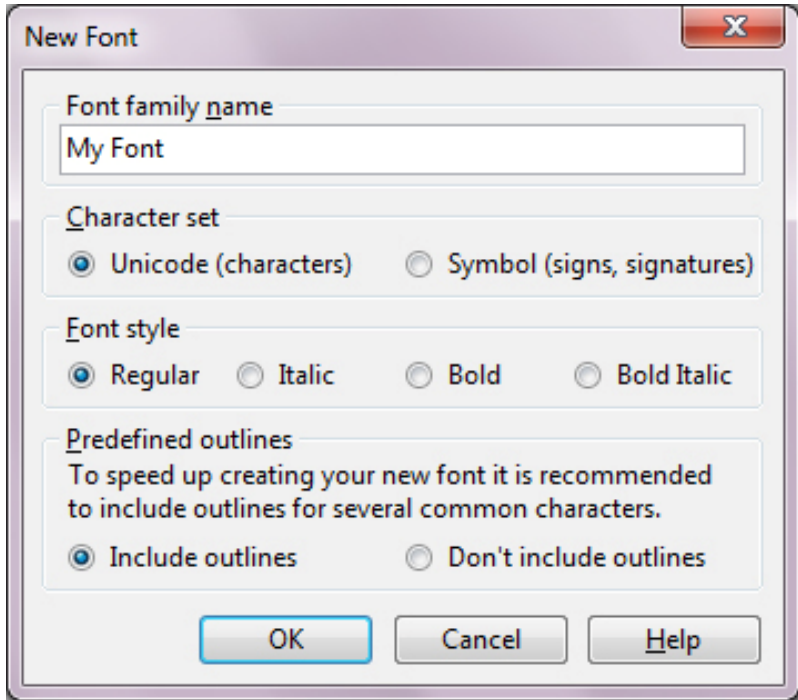 New Font
Font family name
My Font
Character set
Unicode (characters) Symbol (signs, signatures)
Font style
Regular Italic Bold Bold Italic
Predefined outlines
To speed up creating your new font it is recommended
to include outlines for several common characters.
Include outlines Don't include outlines
OK Cancel Help